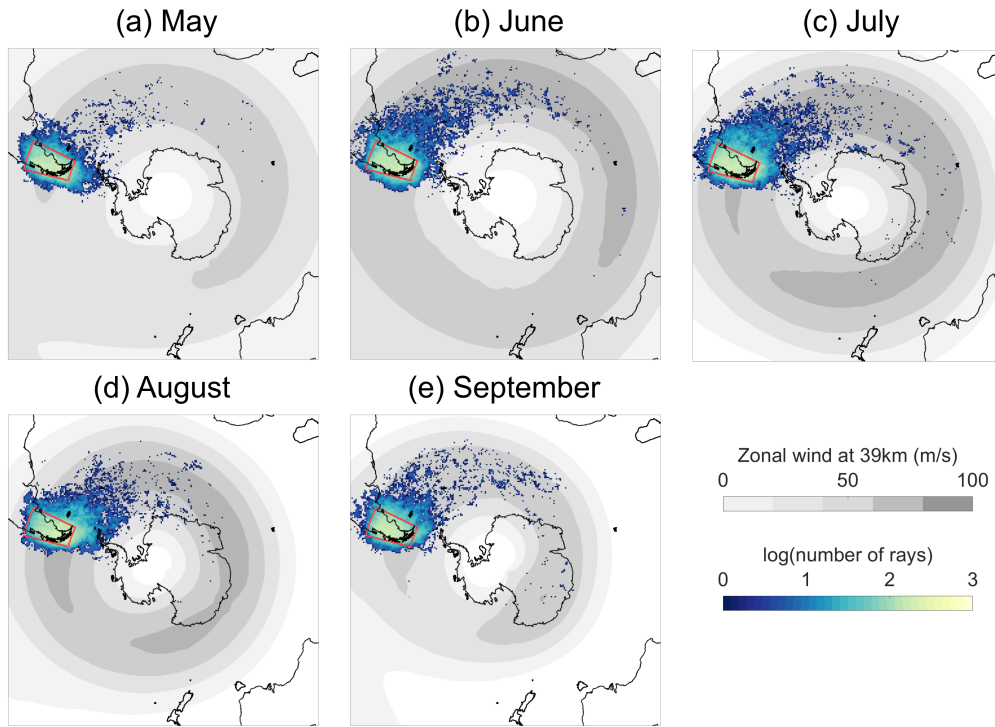 (a) May
(b) June
(c) July
(d) August
(e) September
Zonal wind at 39km (m/s)
0 50 100
log(number of rays)
0 1 2 3